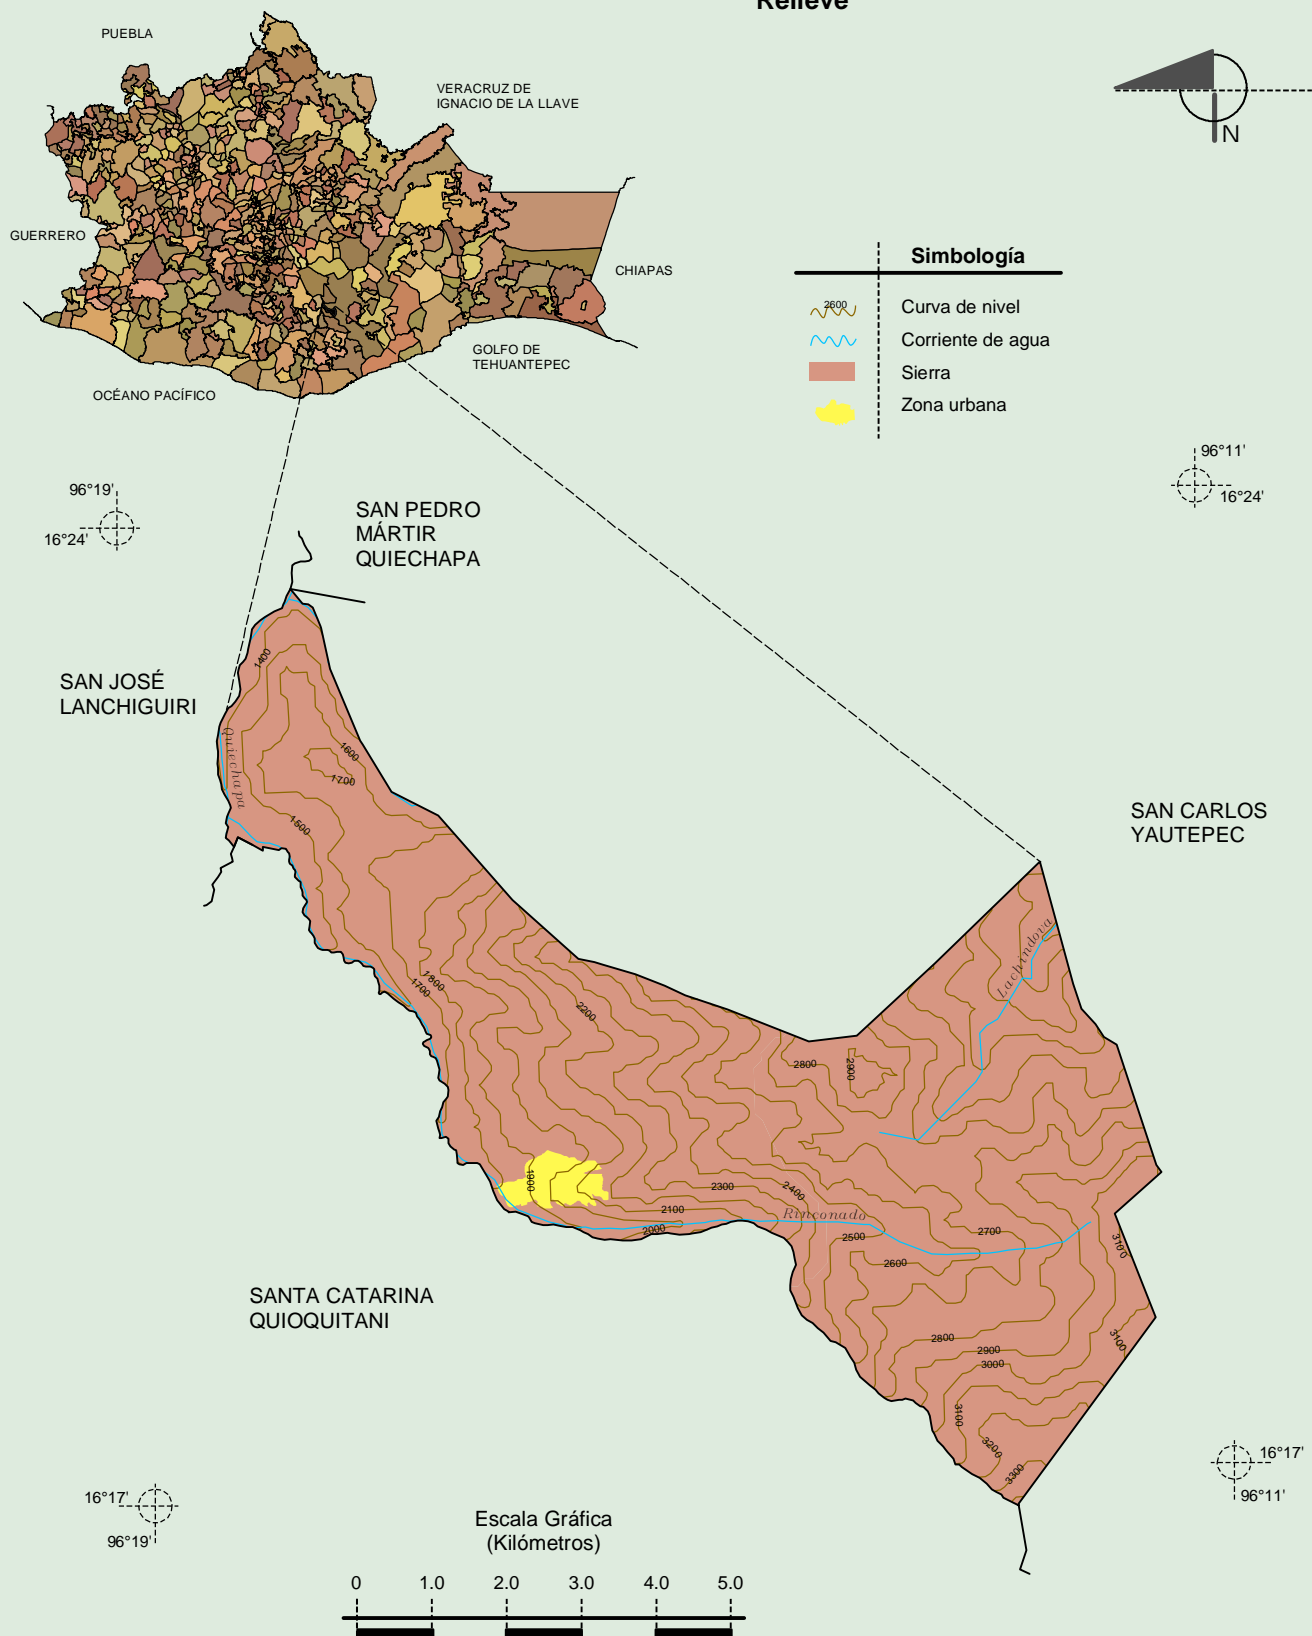 Relieve
PUEBLA
VERACRUZ DE
IGNACIO DE LA LLAVE
N
GUERRERO
CHIAPAS
GOLFO DE
TEHUANTEPEC
OCÉANO PACÍFICO
Simbología
2600
Curva de nivel
Corriente de agua
Sierra
Zona urbana
96°19'
16°24'
96°11'
16°24'
SAN PEDRO
MÁRTIR
QUIECHAPA
SAN JOSÉ
LANCHIGUIRI
SAN CARLOS
YAUTEPEC
1400
Quiechapa
1600
1700
1500
1800
1700
2200
Lachindova
2800
2900
1900
2300
2400
2100
Rinconado
2000
2500
2700
2600
3100
2800
3100
2900
3000
3100
3200
3300
SANTA CATARINA
QUIOQUITANI
16°17'
96°19'
16°17'
96°11'
Escala Gráfica
(Kilómetros)
0 1.0 2.0 3.0 4.0 5.0